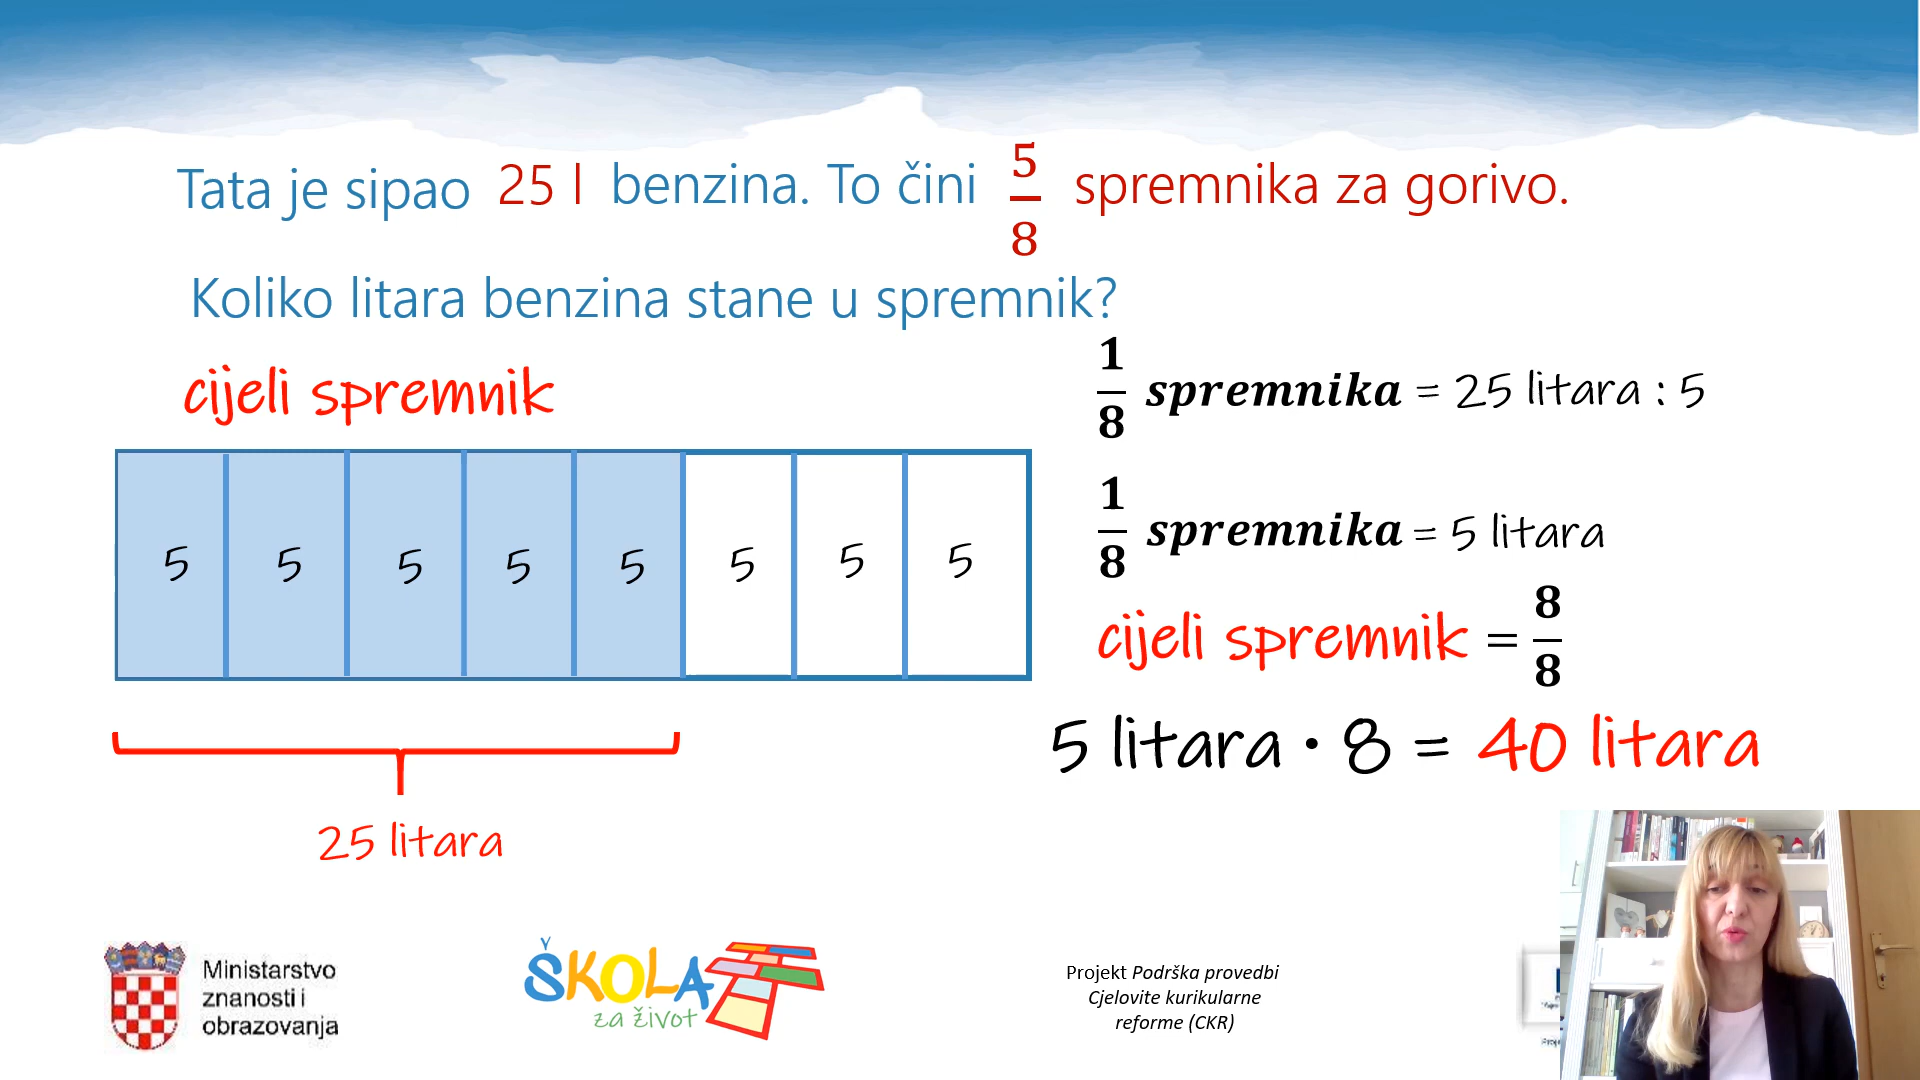 Tata je sipao 25 l benzina. To čini 5/8 spremnika za gorivo.
Koliko litara benzina stane u spremnik?
cijeli spremnik
5 5 5 5 5 5 5 5
25 litara
1/8 spremnika = 25 litara : 5
1/8 spremnika = 5 litara
cijeli spremnik = 8/8
5 litara · 8 = 40 litara
Ministarstvo
znanosti i
obrazovanja
ŠKOLA
za život
Projekt Podrška provedbi
Cjelovite kurikularne
reforme (CKR)